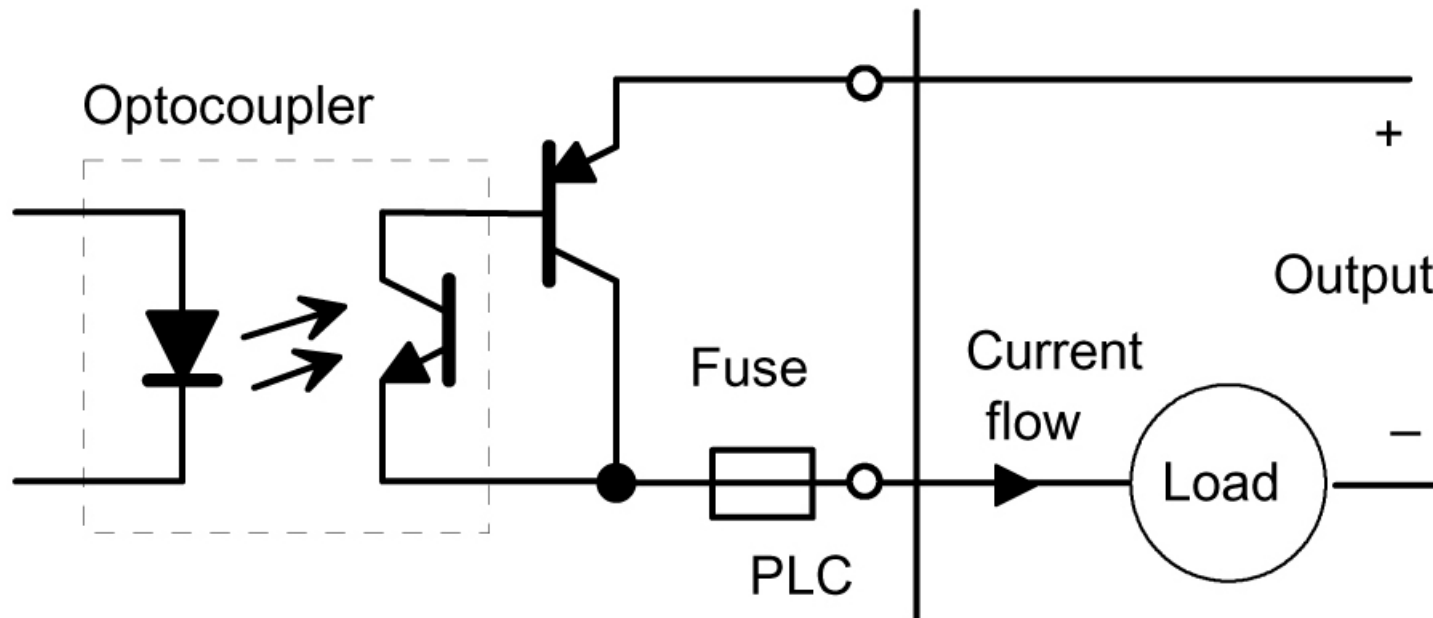 Optocoupler
+
Output
Fuse
Current
flow
–
Load
PLC